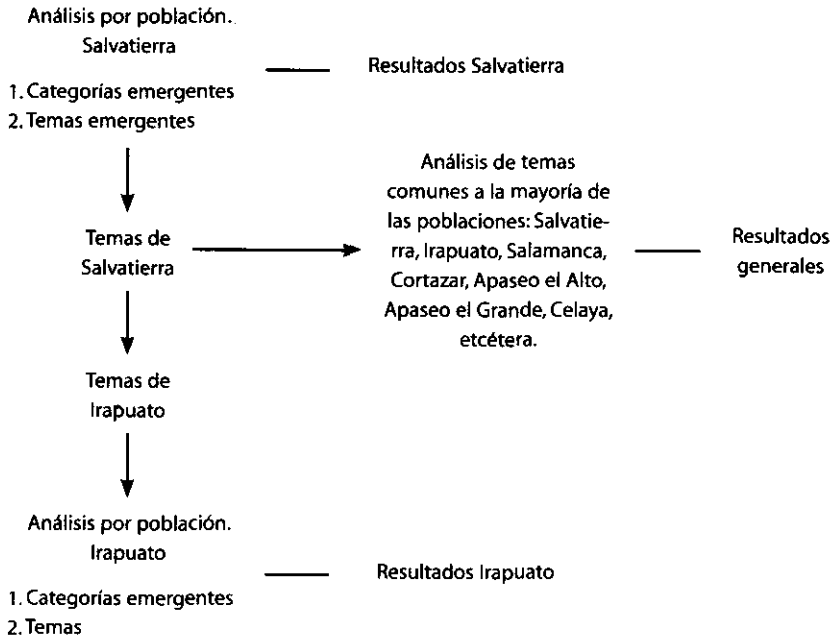 Análisis por población.
Salvatierra
1. Categorías emergentes
2. Temas emergentes
Resultados Salvatierra
Temas de
Salvatierra
Análisis de temas
comunes a la mayoría de
las poblaciones: Salvatie-
rra, Irapuato, Salamanca,
Cortazar, Apaseo el Alto,
Apaseo el Grande, Celaya,
etcétera.
Resultados
generales
Temas de
Irapuato
Análisis por población.
Irapuato
1. Categorías emergentes
2. Temas
Resultados Irapuato